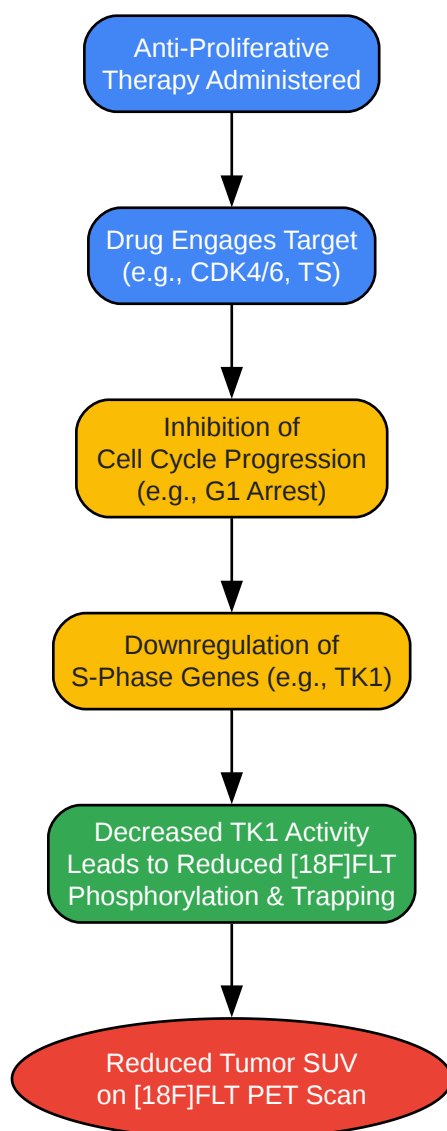 Anti-Proliferative
Therapy Administered
Drug Engages Target
(e.g., CDK4/6, TS)
Inhibition of
Cell Cycle Progression
(e.g., G1 Arrest)
Downregulation of
S-Phase Genes (e.g., TK1)
Decreased TK1 Activity
Leads to Reduced [18F]FLT
Phosphorylation & Trapping
Reduced Tumor SUV
on [18F]FLT PET Scan